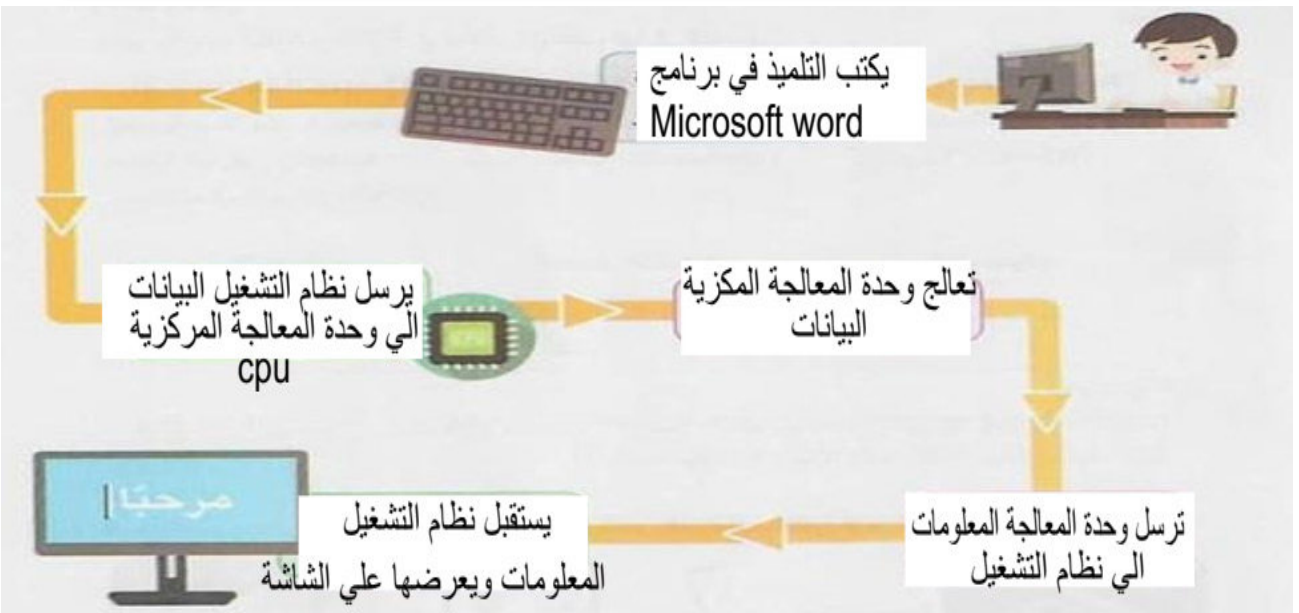 يكتب التلميذ في برنامج
Microsoft word
يرسل نظام التشغيل البيانات
الي وحدة المعالجة المركزية
cpu
تعالج وحدة المعالجة المكزية
البيانات
ترسل وحدة المعالجة المعلومات
الي نظام التشغيل
يستقبل نظام التشغيل
المعلومات ويعرضها علي الشاشة
مرحبًا